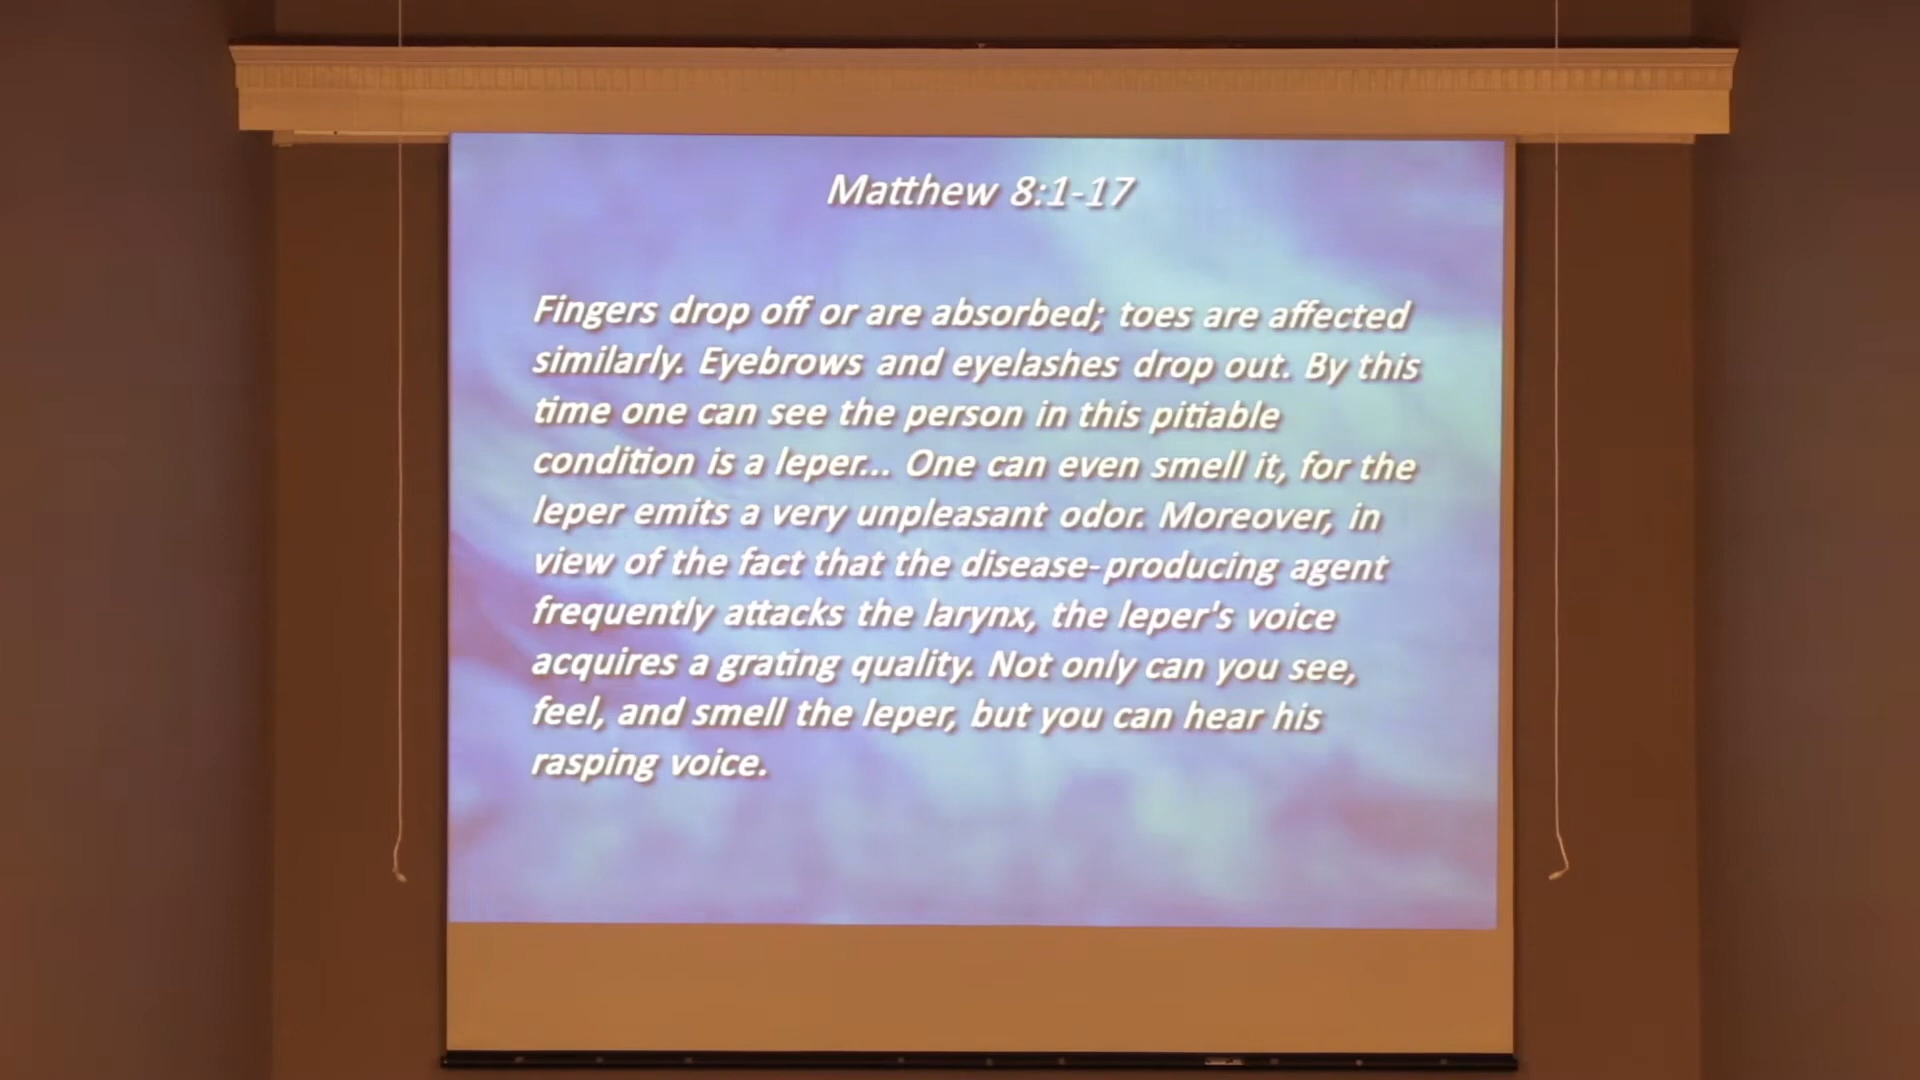 Matthew 8:1-17
Fingers drop off or are absorbed; toes are affected
similarly. Eyebrows and eyelashes drop out. By this
time one can see the person in this pitiable
condition is a leper... One can even smell it, for the
leper emits a very unpleasant odor. Moreover, in
view of the fact that the disease-producing agent
frequently attacks the larynx, the leper's voice
acquires a grating quality. Not only can you see,
feel, and smell the leper, but you can hear his
rasping voice.